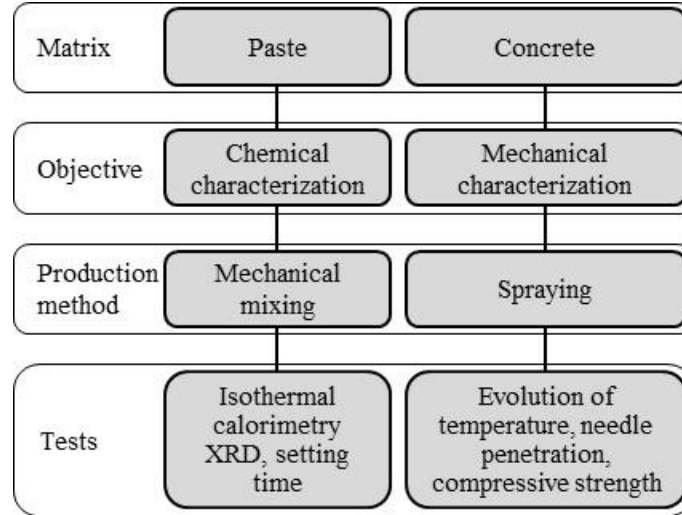 Matrix
Paste
Concrete
Objective
Chemical
characterization
Mechanical
characterization
Production
method
Mechanical
mixing
Spraying
Tests
Isothermal
calorimetry
XRD, setting
time
Evolution of
temperature, needle
penetration,
compressive strength